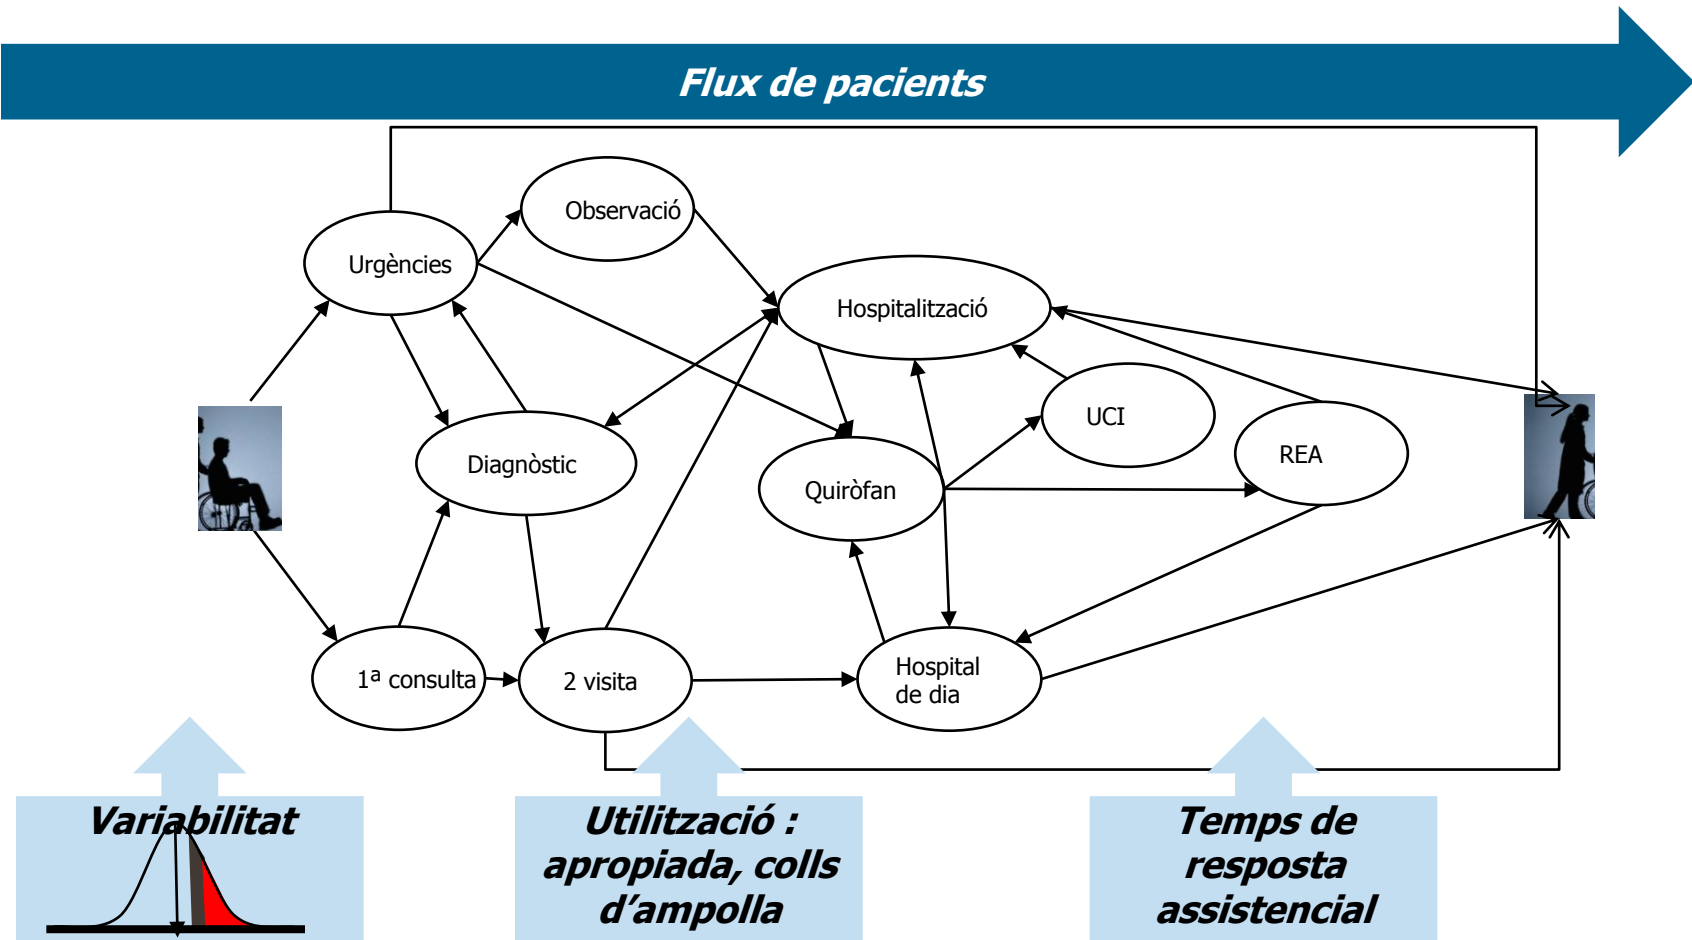 Flux de pacients
Observació
Urgències
Hospitalització
UCI
REA
Diagnòstic
Quiròfan
1ª consulta
2 visita
Hospital
de dia
Variabilitat
Utilització :
apropiada, colls
d’ampolla
Temps de
resposta
assistencial